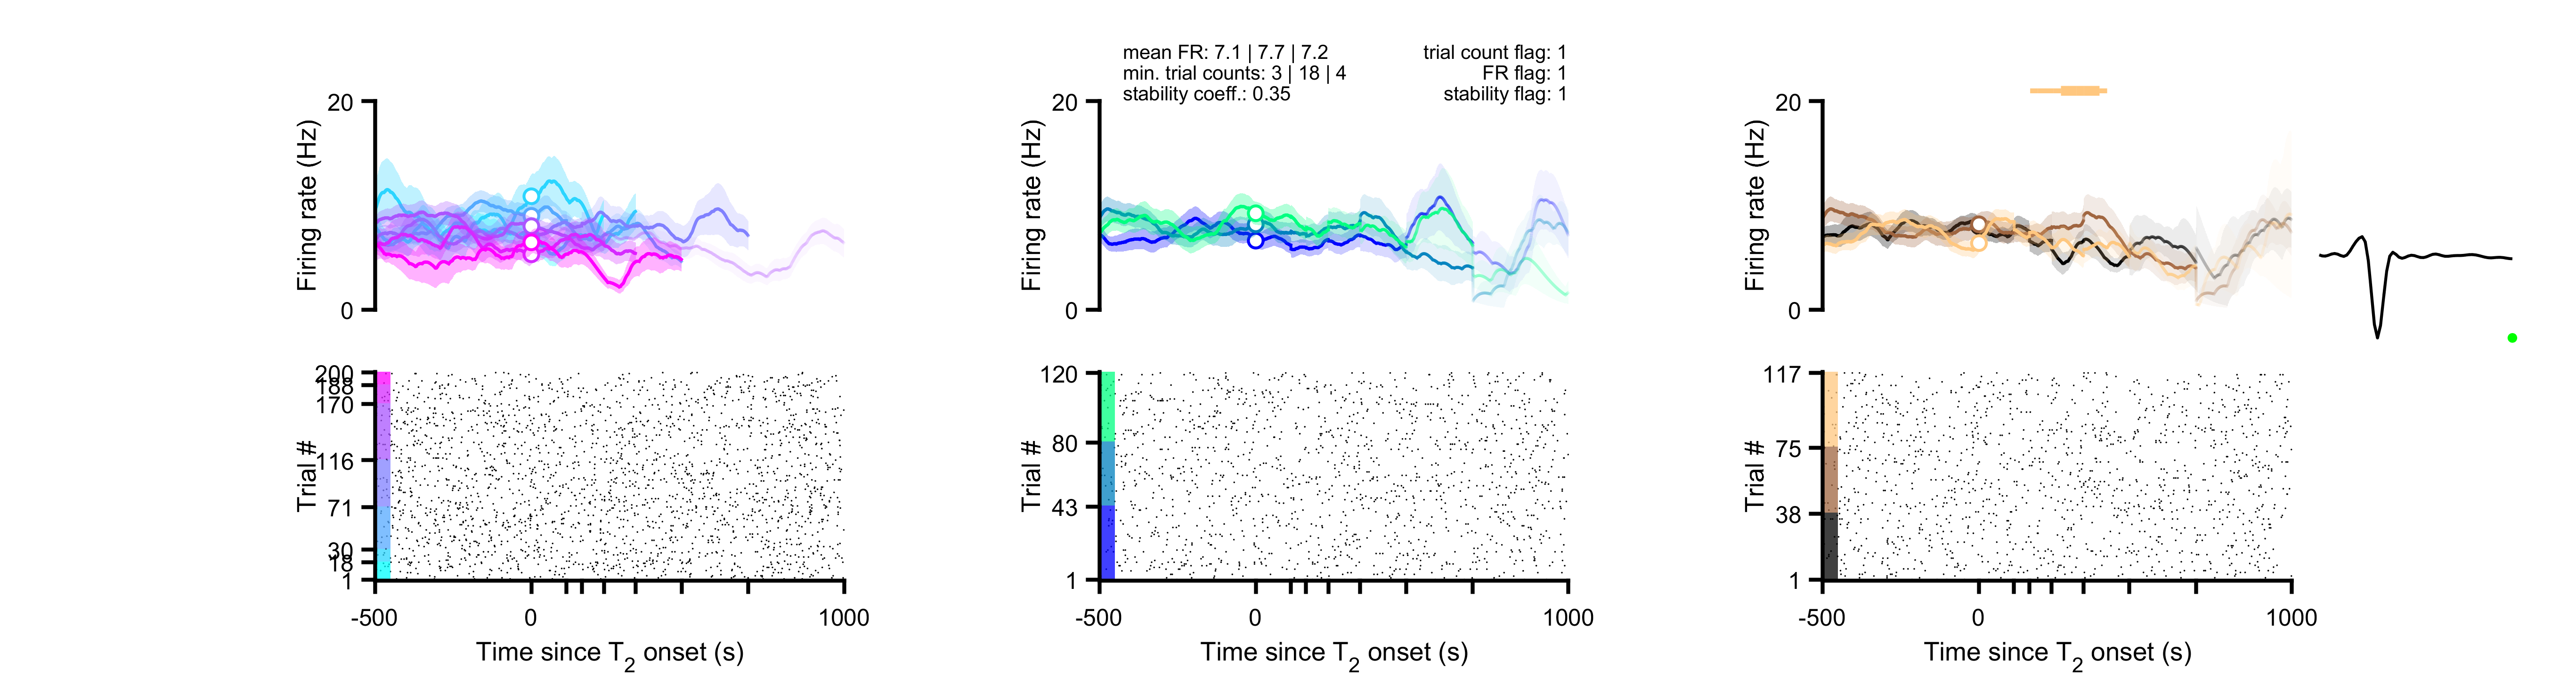 mean FR: 7.1 | 7.7 | 7.2
min. trial counts: 3 | 18 | 4
stability coeff.: 0.35
trial count flag: 1
FR flag: 1
stability flag: 1
20
Firing rate (Hz)
0
200
188
170
116
71
30
18
1
Trial #
-500
0
1000
Time since T2 onset (s)
20
Firing rate (Hz)
0
120
80
43
1
Trial #
-500
0
1000
Time since T2 onset (s)
20
Firing rate (Hz)
0
117
75
38
1
Trial #
-500
0
1000
Time since T2 onset (s)